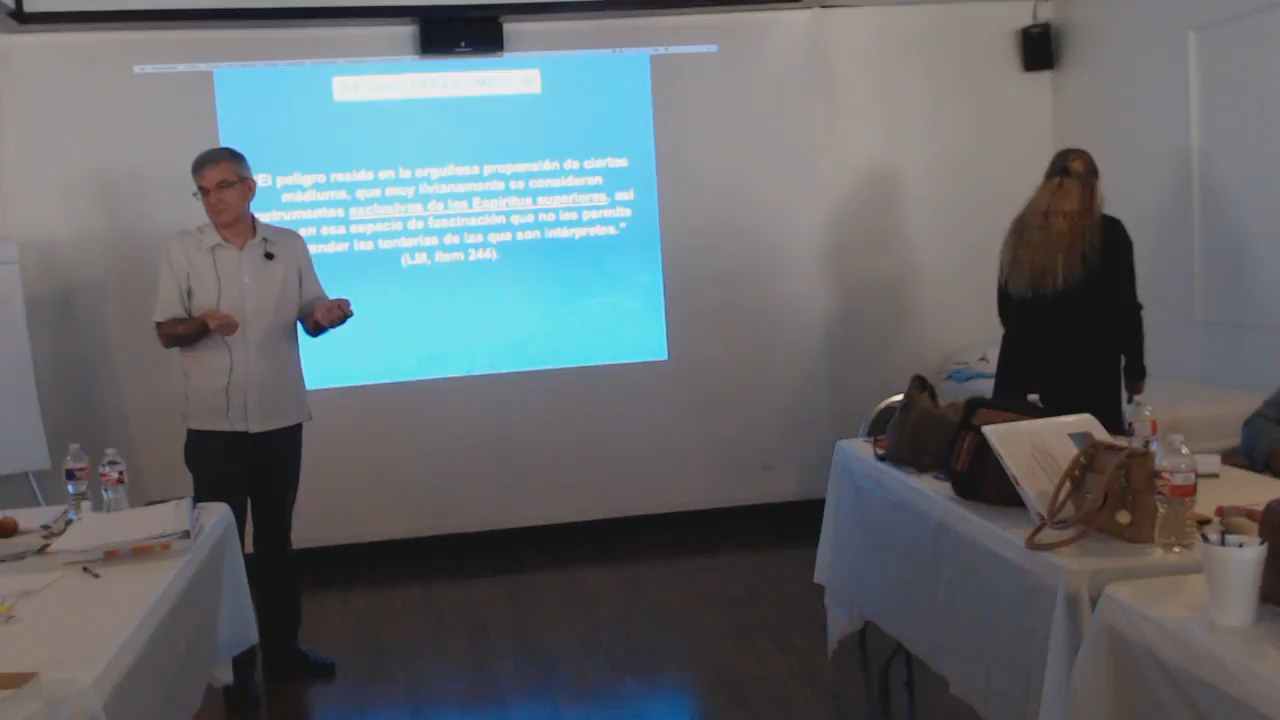 "El peligro reside en la orgullosa propensión de ciertos
médiums, que muy livianamente se consideran
instrumentos exclusivos de los Espíritus superiores, así
en esa especie de fascinación que no les permite
las tonterías de las que son intérpretes."
(LM, ítem 244).